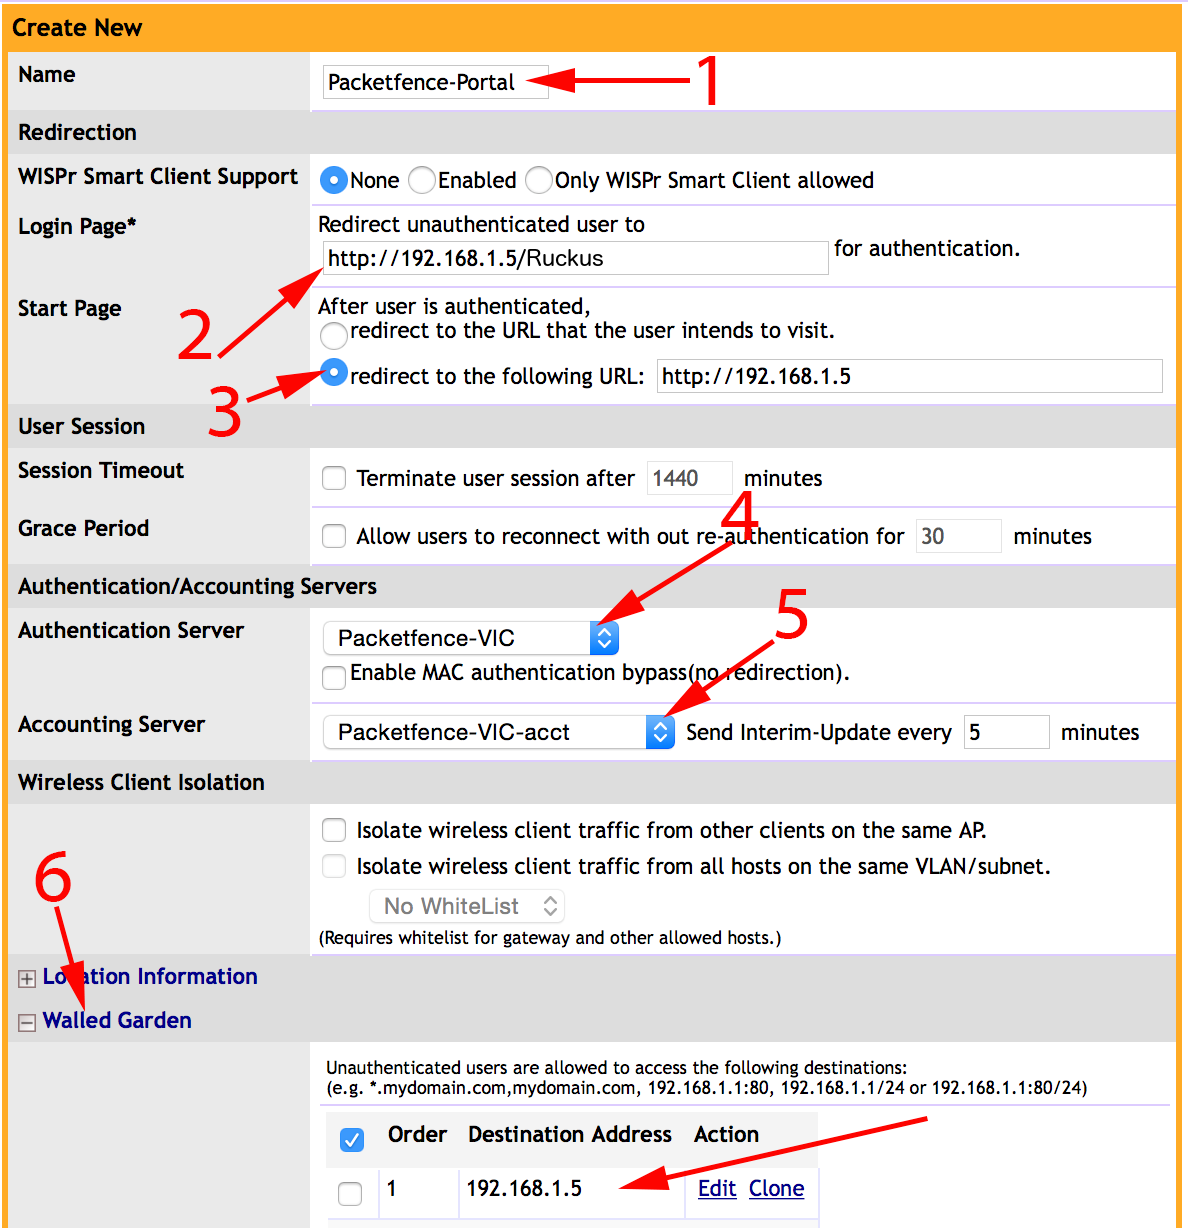 Create New
Name
Packetfence-Portal
1
Redirection
WISPr Smart Client Support
None Enabled Only WISPr Smart Client allowed
Login Page*
Redirect unauthenticated user to
http://192.168.1.5/Ruckus for authentication.
2
Start Page
After user is authenticated,
redirect to the URL that the user intends to visit.
redirect to the following URL: http://192.168.1.5
3
User Session
Session Timeout
Terminate user session after 1440 minutes
4
Grace Period
Allow users to reconnect with out re-authentication for 30 minutes
Authentication/Accounting Servers
Authentication Server
Packetfence-VIC
5
Enable MAC authentication bypass(no redirection).
Accounting Server
Packetfence-VIC-acct Send Interim-Update every 5 minutes
Wireless Client Isolation
Isolate wireless client traffic from other clients on the same AP.
Isolate wireless client traffic from all hosts on the same VLAN/subnet.
6
No WhiteList
(Requires whitelist for gateway and other allowed hosts.)
Location Information
Walled Garden
Unauthenticated users are allowed to access the following destinations:
(e.g. *.mydomain.com,mydomain.com, 192.168.1.1:80, 192.168.1.1/24 or 192.168.1.1:80/24)
Order Destination Address Action
1 192.168.1.5 Edit Clone